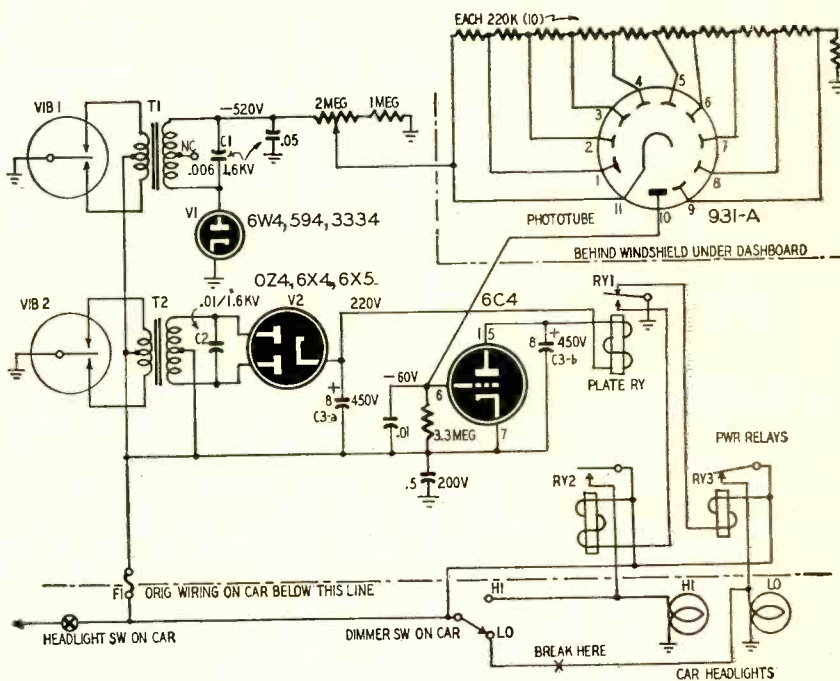 EACH 220K (10)
VIB 1
T1
-520V
2MEG
1MEG
NC
C1
.05
.006 1.6KV
V1
6W4, 594, 3334
1
2
3
4
5
6
7
8
9
10
11
PHOTOTUBE
931-A
BEHIND WINDSHIELD UNDER DASHBOARD
VIB 2
T2
.01/1.6KV
C2
OZ4, 6X4, 6X5
V2
220V
6C4
RY1
1 5
+
8 450V
C3-b
PLATE RY
+
8 450V
C3-a
-60V
6
.01
3.3MEG
7
.5 200V
PWR RELAYS
RY2
RY3
F1
ORIG WIRING ON CAR BELOW THIS LINE
HI
HI
LO
HEADLIGHT SW ON CAR
DIMMER SW ON CAR
LO
BREAK HERE
CAR HEADLIGHTS